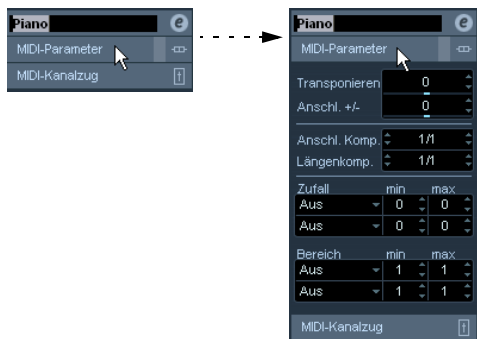 Piano e
MIDI-Parameter
MIDI-Kanalzug
Piano e
MIDI-Parameter
Transponieren 0
Anschl. +/- 0
Anschl. Komp. 1/1
Längenkomp. 1/1
Zufall min max
Aus 0 0
Aus 0 0
Bereich min max
Aus 1 1
Aus 1 1
MIDI-Kanalzug